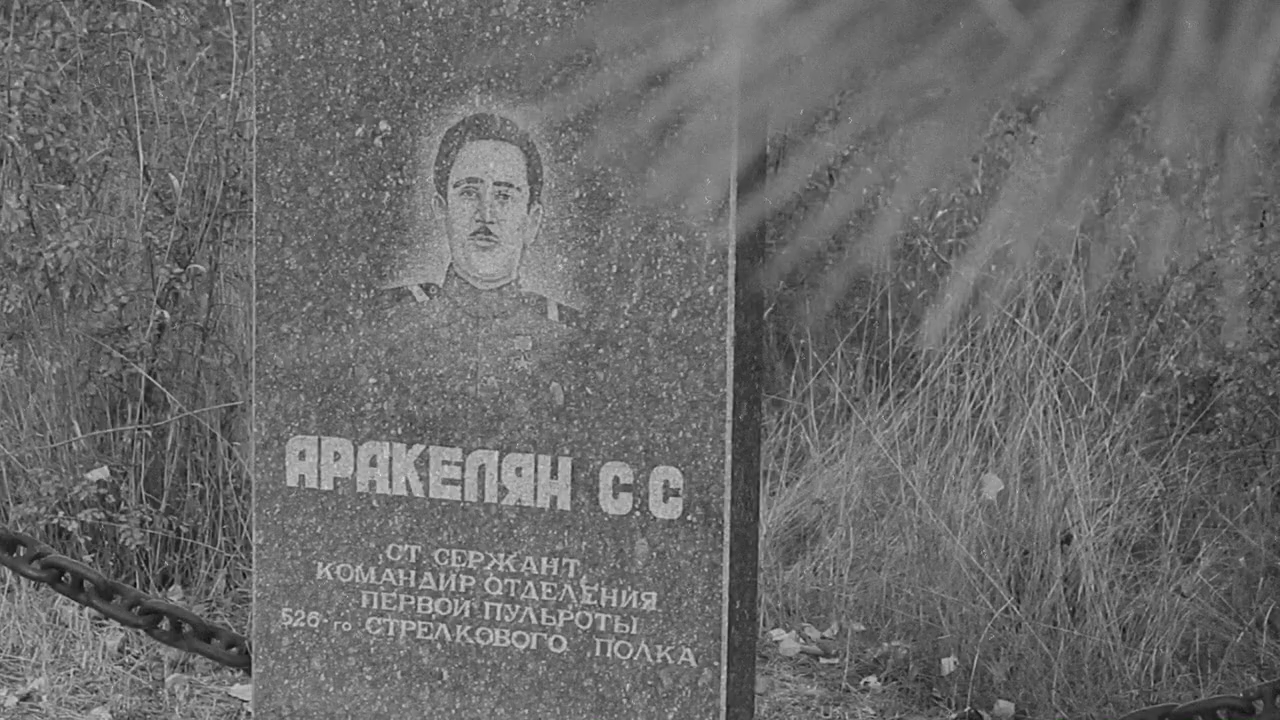 АРАКЕЛЯН С.С
СТ СЕРЖАНТ,
КОМАНДИР ОТДЕЛЕНИЯ
ПЕРВОЙ ПУЛЬРОТЫ
526-го СТРЕЛКОВОГО ПОЛКА